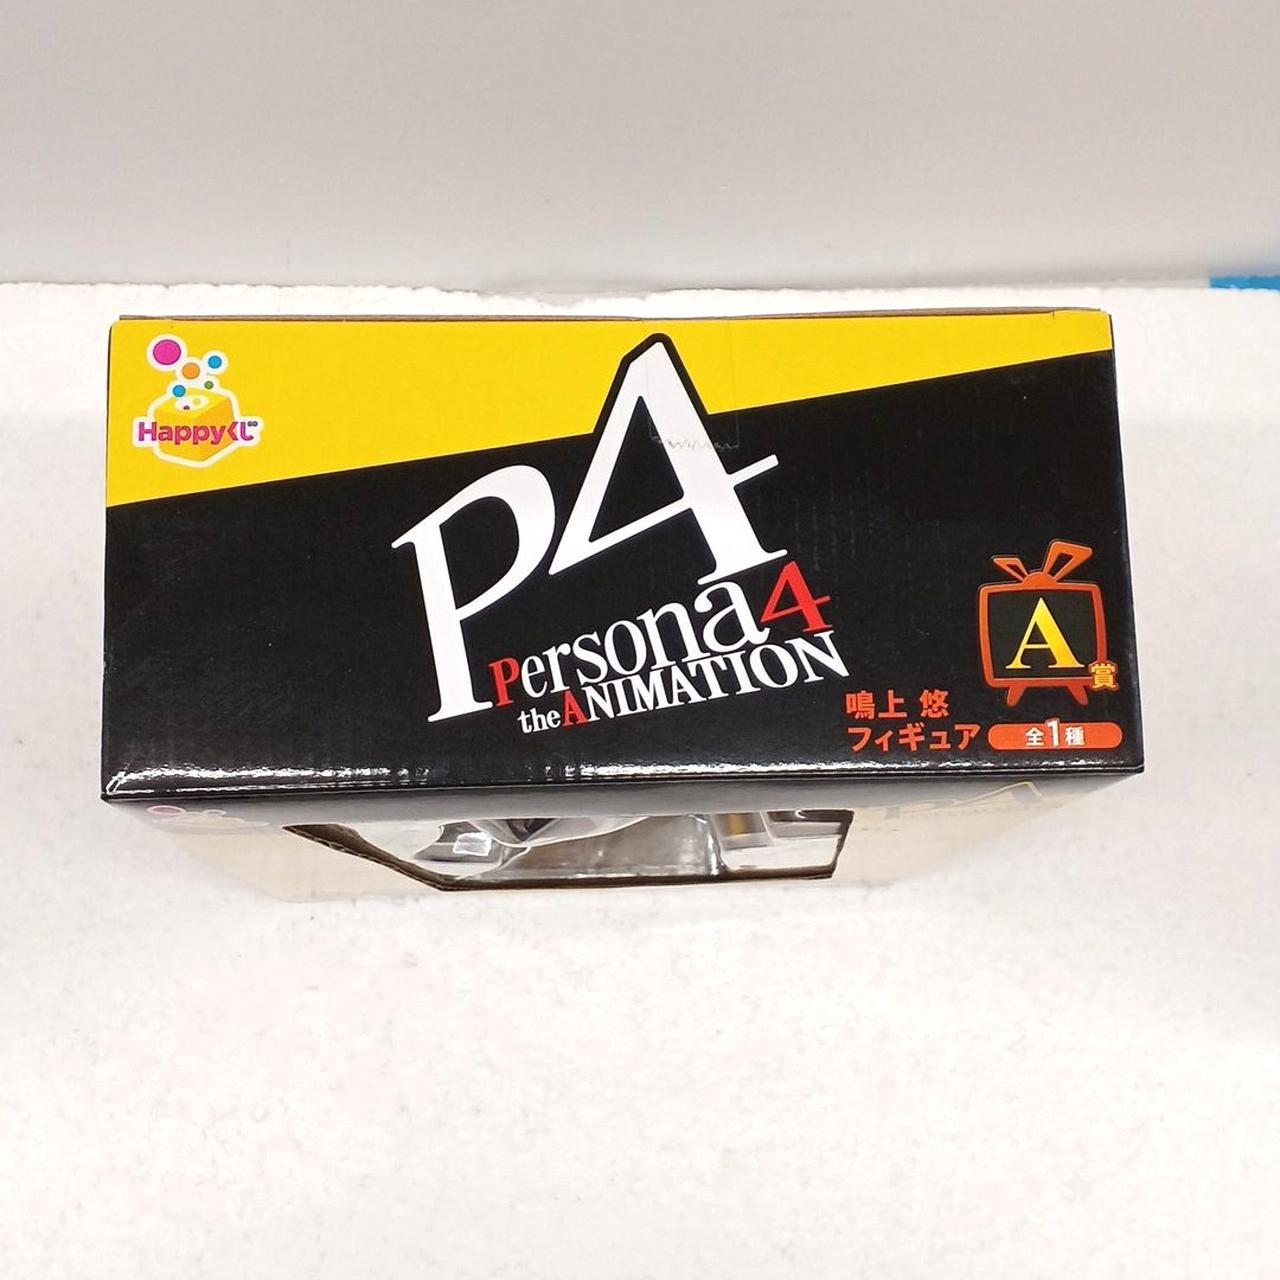 Happyくじ
P4
Persona4
the ANIMATION
A賞
鳴上 悠
フィギュア
全1種